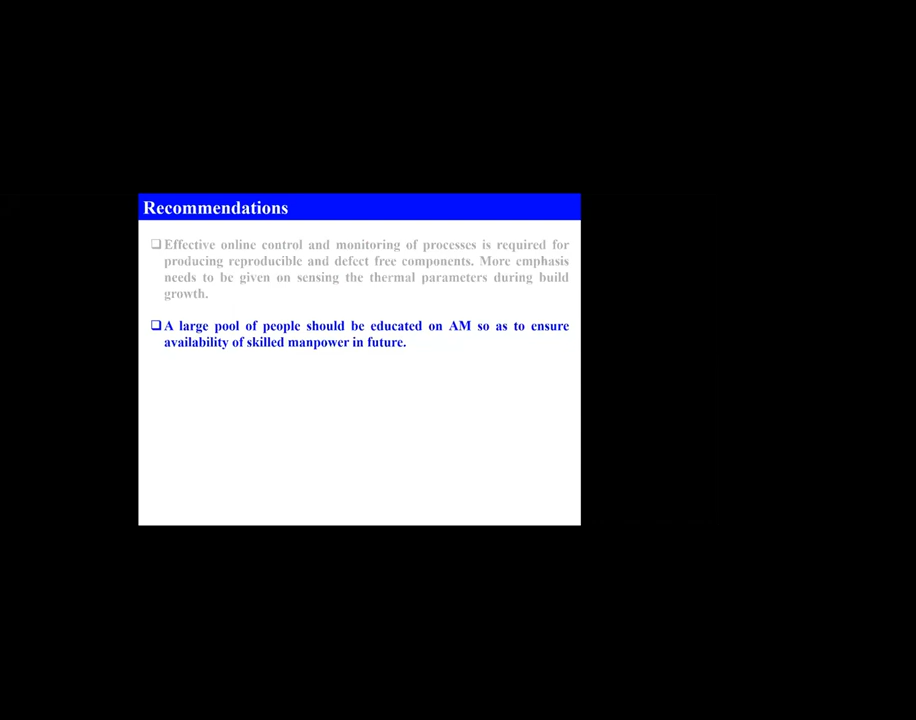 Recommendations
❑Effective online control and monitoring of processes is required for
producing reproducible and defect free components. More emphasis
needs to be given on sensing the thermal parameters during build
growth.
❑A large pool of people should be educated on AM so as to ensure
availability of skilled manpower in future.